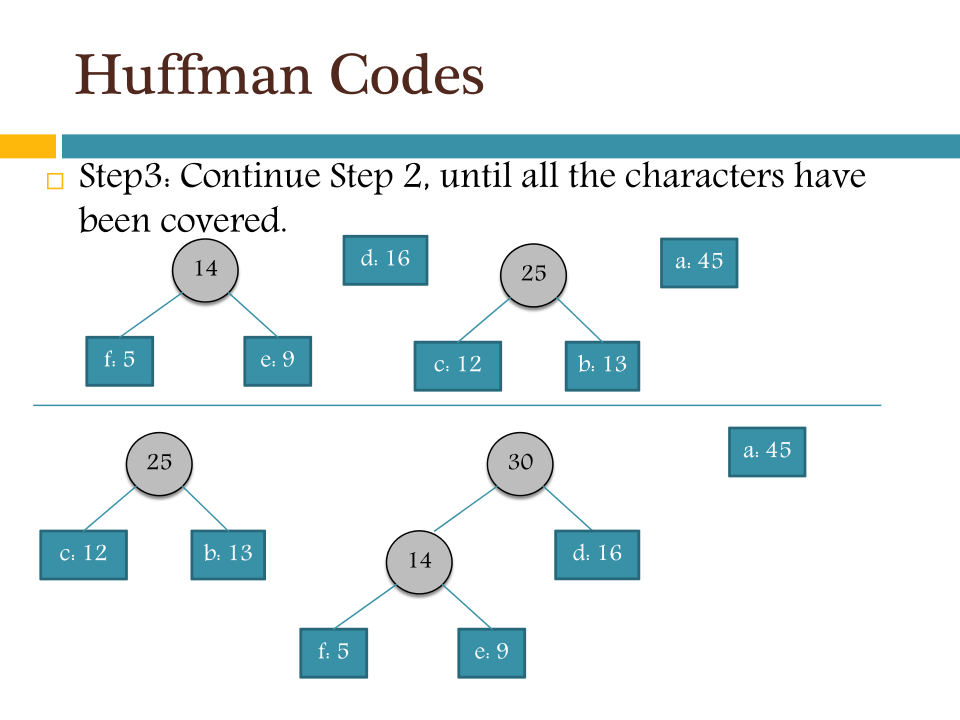 Huffman Codes
Step3: Continue Step 2, until all the characters have
been covered.
14
d: 16
25
a: 45
f: 5
e: 9
c: 12
b: 13
25
30
a: 45
c: 12
b: 13
14
d: 16
f: 5
e: 9